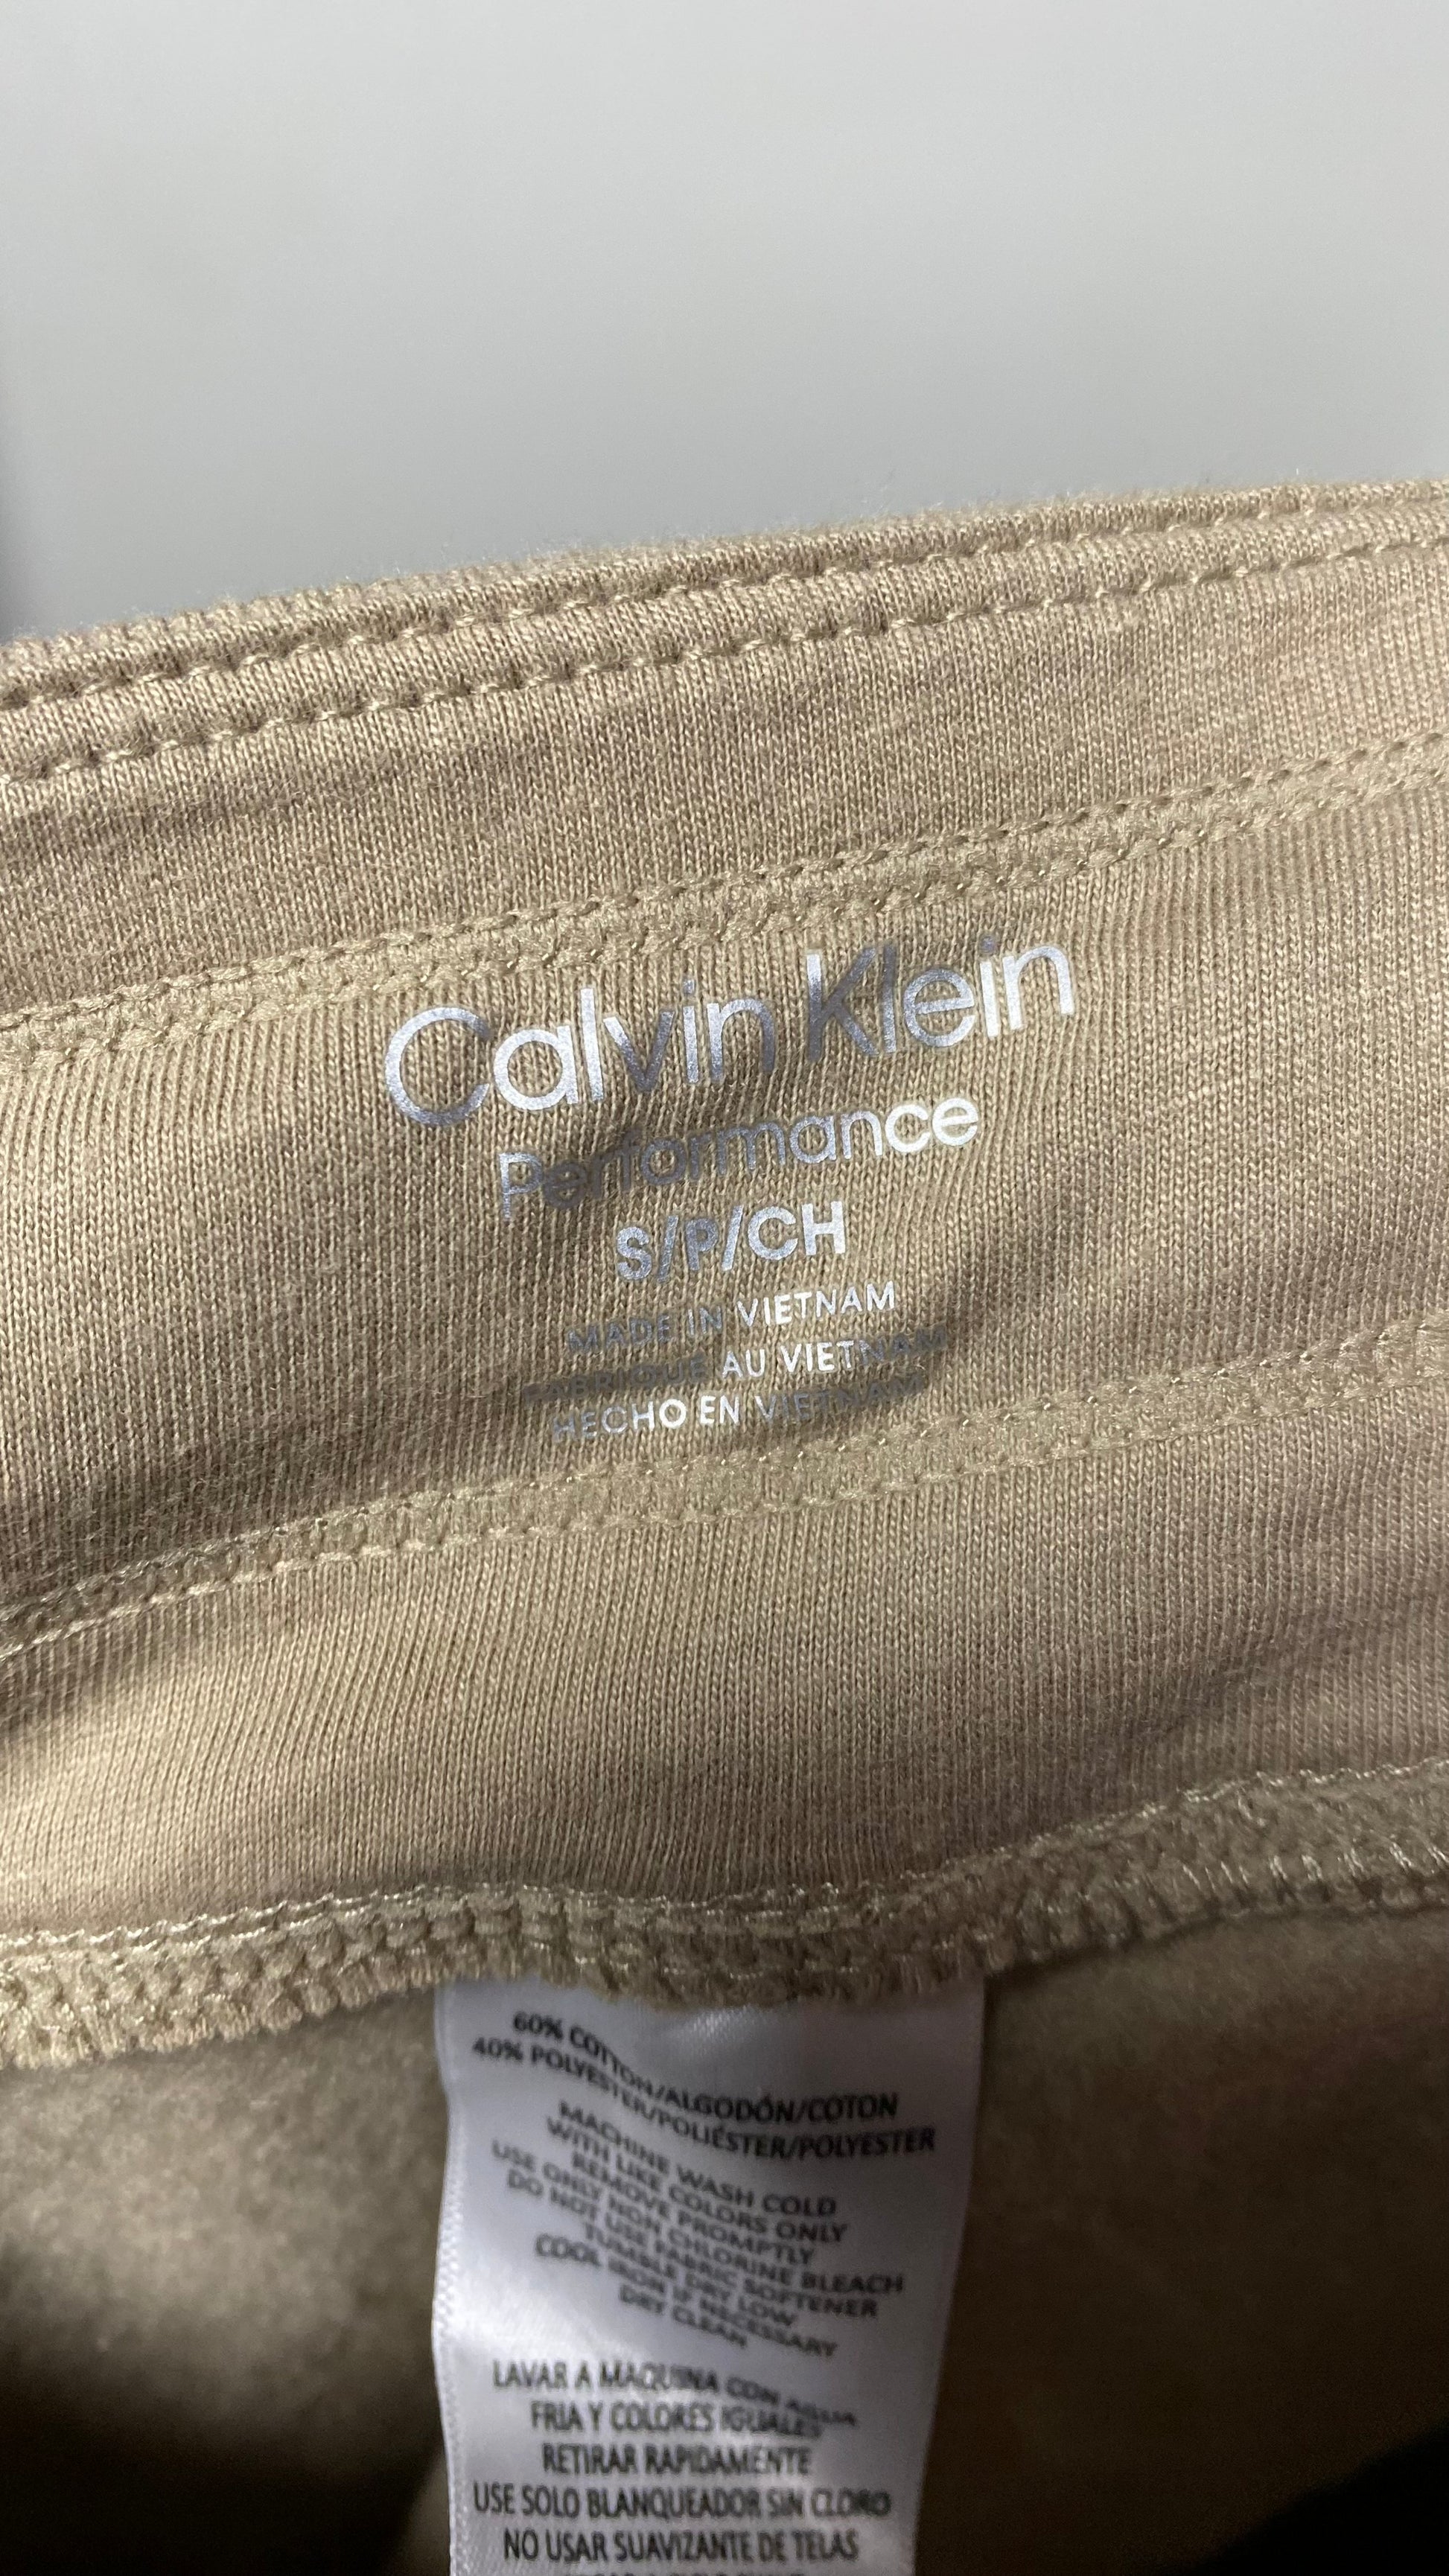 Calvin Klein
Performance
S/P/CH
MADE IN VIETNAM
FABRIQUE AU VIETNAM
HECHO EN VIETNAM
60% COTTON/ALGODÓN/COTON
40% POLYESTER/POLIÉSTER/POLYESTER
MACHINE WASH COLD
WITH LIKE COLORS ONLY
REMOVE PROMPTLY
USE ONLY NON CHLORINE BLEACH
DO NOT USE FABRIC SOFTENER
TUMBLE DRY LOW
COOL IRON IF NECESSARY
DRY CLEAN
LAVAR A MAQUINA CON AGUA
FRIA Y COLORES IGUALES
RETIRAR RAPIDAMENTE
USE SOLO BLANQUEADOR SIN CLORO
NO USAR SUAVIZANTE DE TELAS